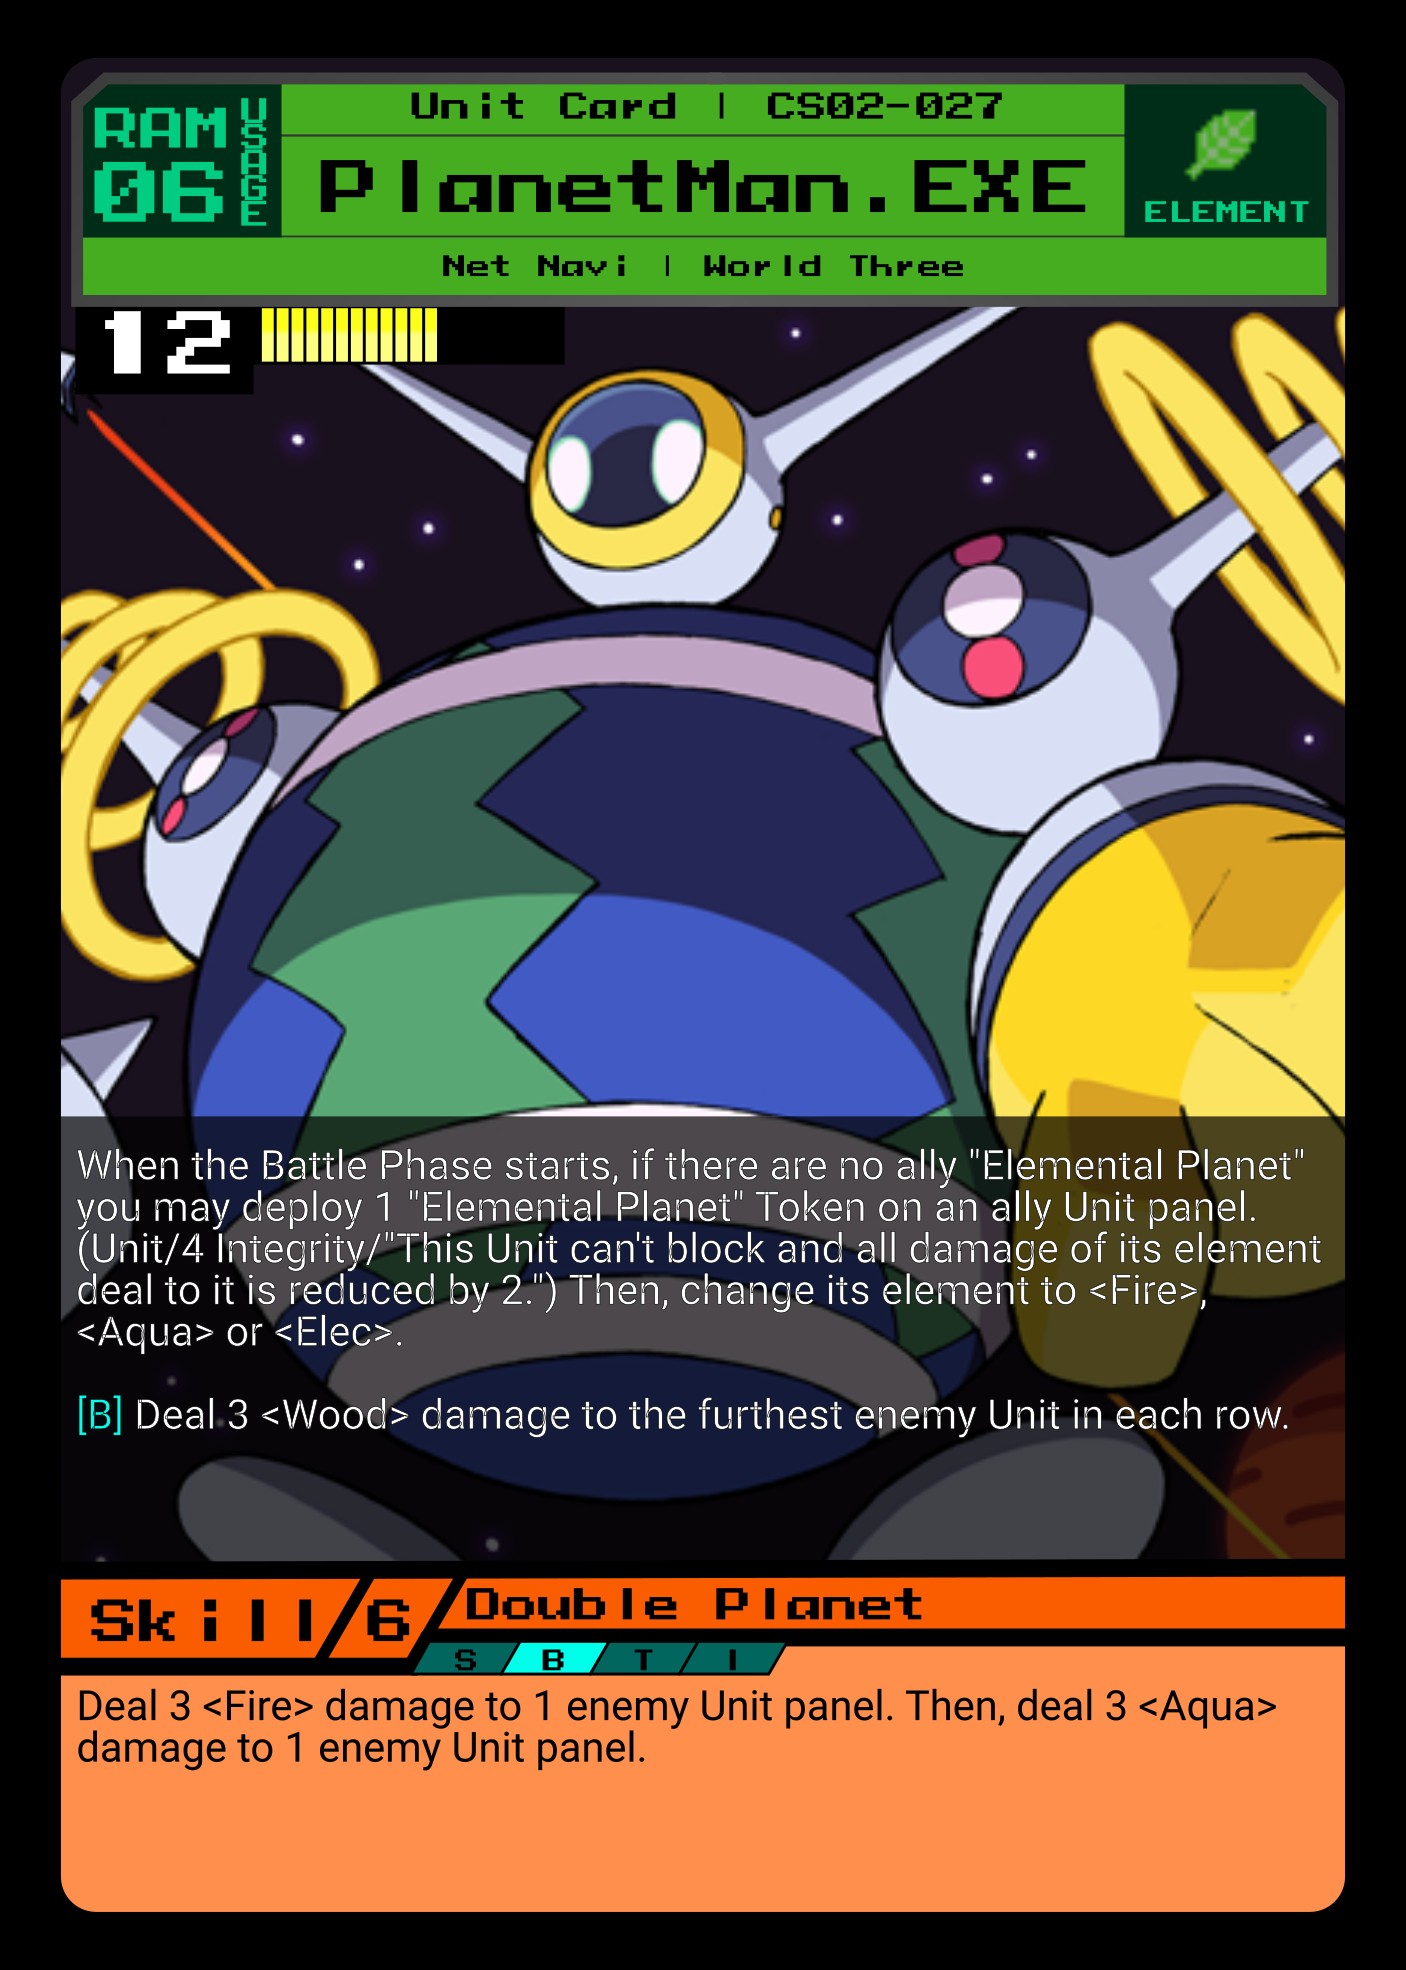 RAM
06
USAGE
Unit Card | CS02-027
PlanetMan.EXE
ELEMENT
Net Navi | World Three
12
When the Battle Phase starts, if there are no ally "Elemental Planet"
you may deploy 1 "Elemental Planet" Token on an ally Unit panel.
(Unit/4 Integrity/"This Unit can't block and all damage of its element
deal to it is reduced by 2.") Then, change its element to <Fire>,
<Aqua> or <Elec>.
[B] Deal 3 <Wood> damage to the furthest enemy Unit in each row.
Skill/6 Double Planet
S B T I
Deal 3 <Fire> damage to 1 enemy Unit panel. Then, deal 3 <Aqua>
damage to 1 enemy Unit panel.